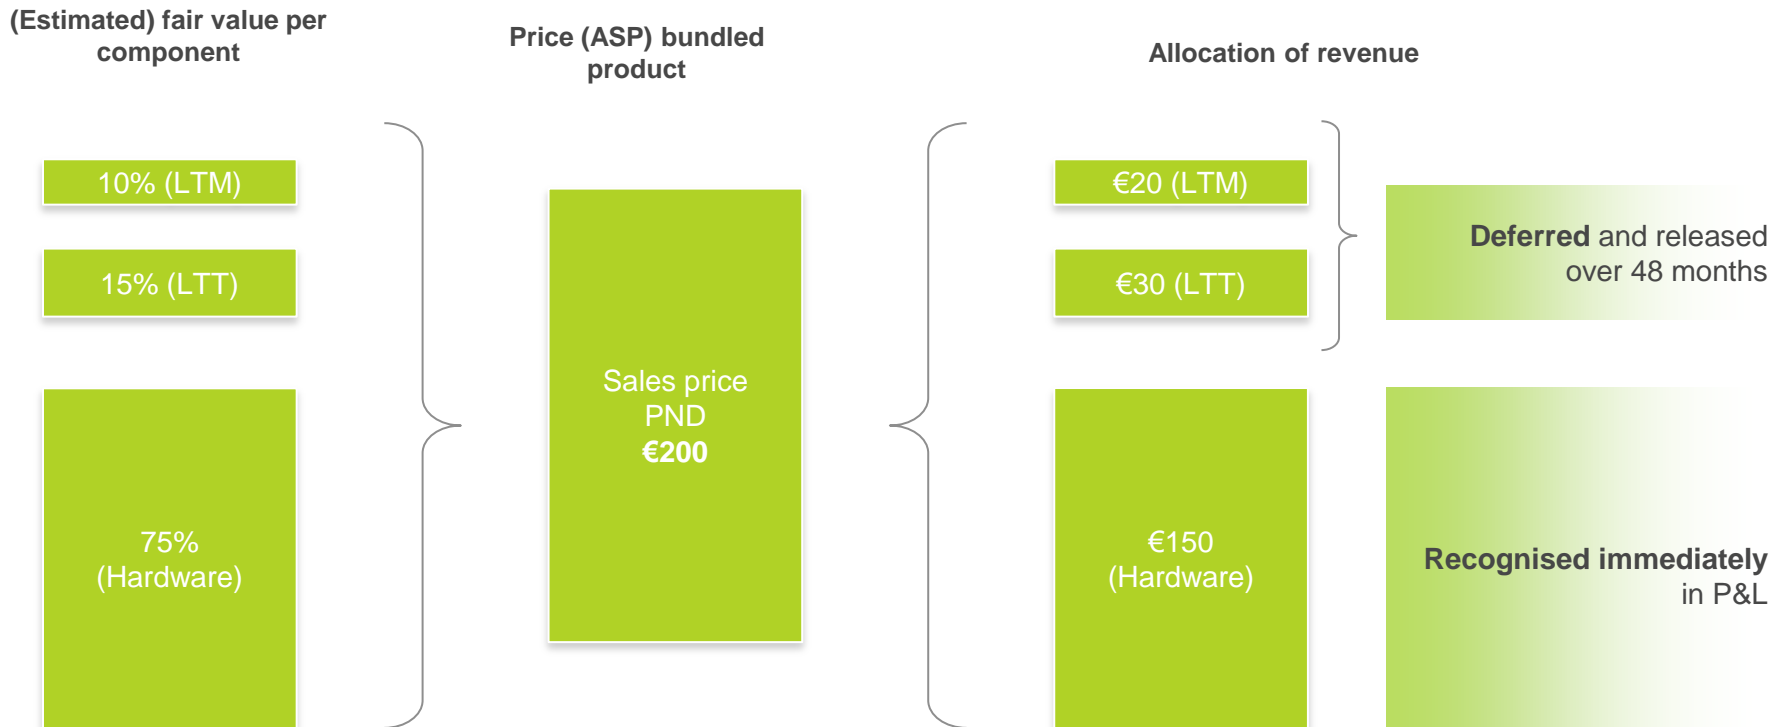 (Estimated) fair value per
component
Price (ASP) bundled
product
Allocation of revenue
10% (LTM)
15% (LTT)
75%
(Hardware)
Sales price
PND
€200
€20 (LTM)
€30 (LTT)
€150
(Hardware)
Deferred and released
over 48 months
Recognised immediately
in P&L